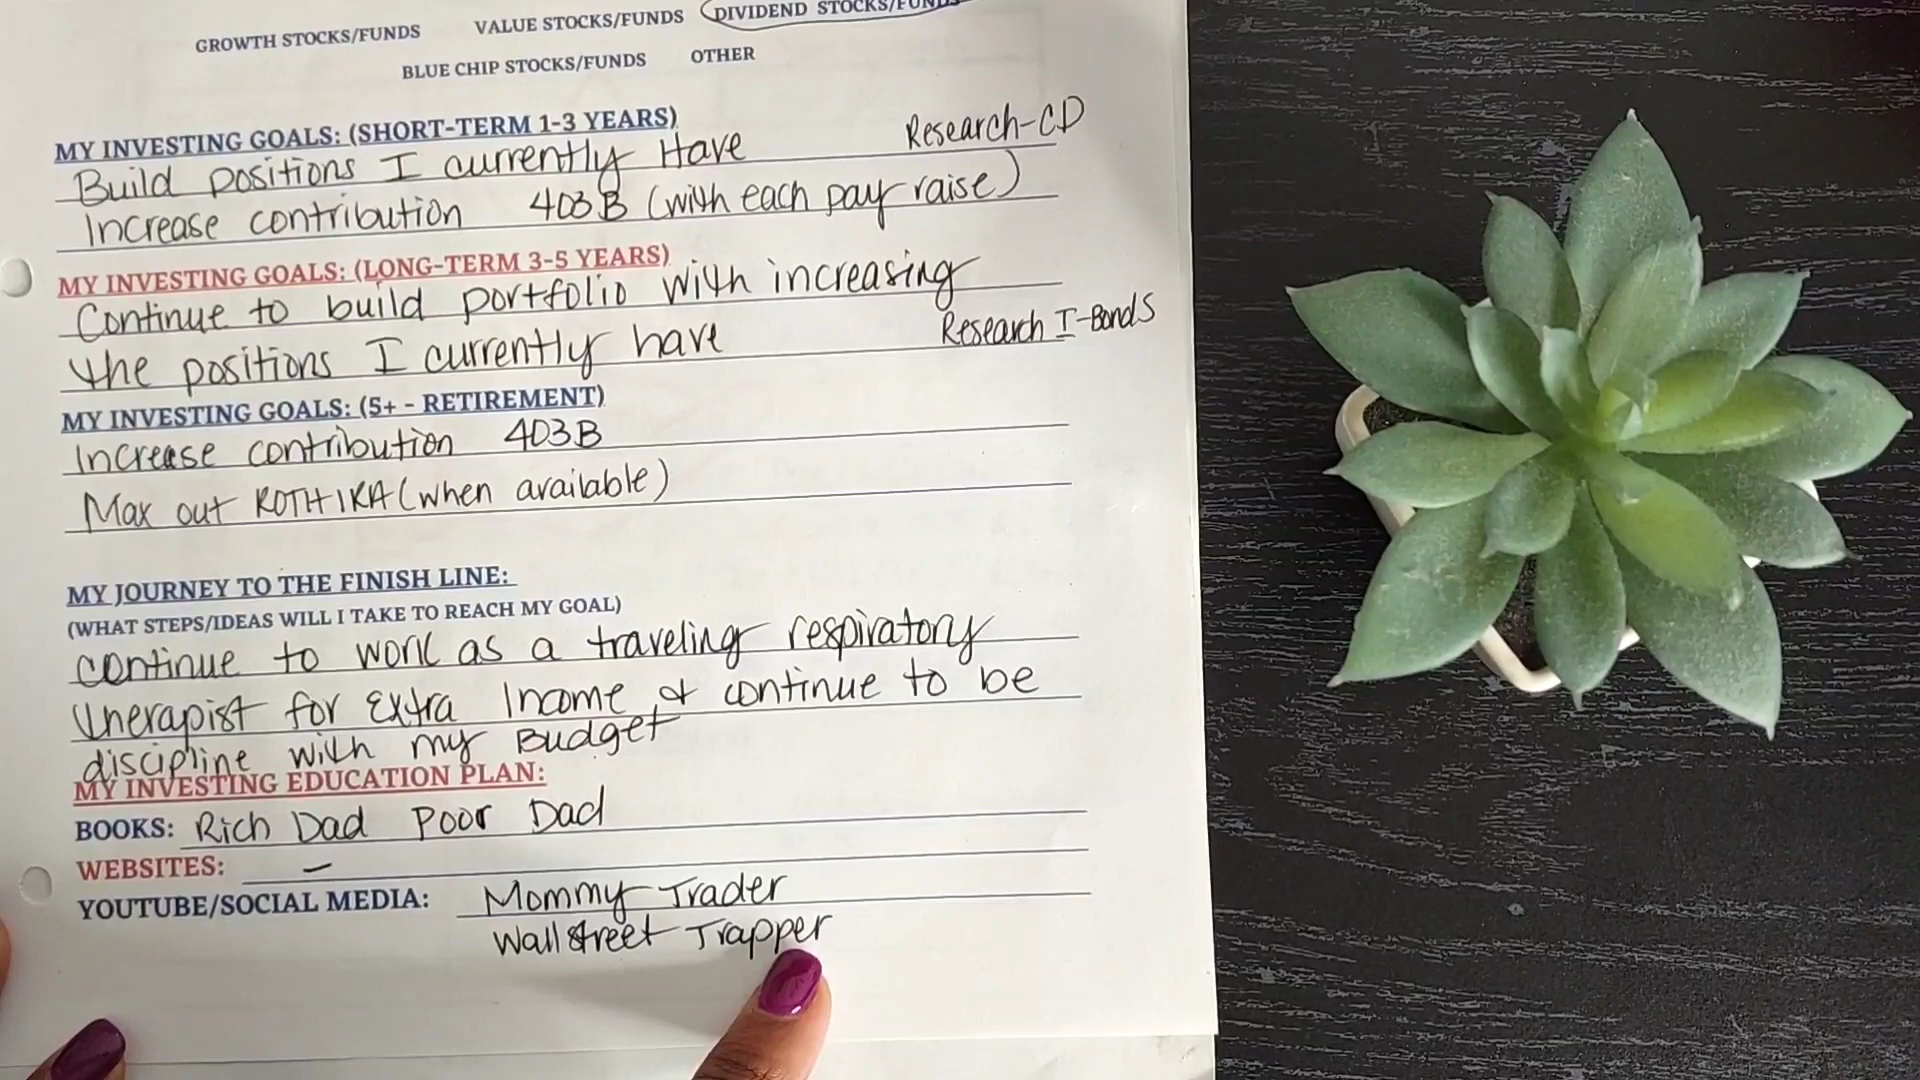 GROWTH STOCKS/FUNDS VALUE STOCKS/FUNDS DIVIDEND STOCKS/FUNDS
BLUE CHIP STOCKS/FUNDS OTHER
MY INVESTING GOALS: (SHORT-TERM 1-3 YEARS)
Build positions I currently Have Research-CD
Increase contribution 403B (with each pay raise)
MY INVESTING GOALS: (LONG-TERM 3-5 YEARS)
Continue to build portfolio with increasing
the positions I currently have Research I-Bonds
MY INVESTING GOALS: (5+ - RETIREMENT)
Increase contribution 403B
Max out ROTH IRA (when available)
MY JOURNEY TO THE FINISH LINE:
(WHAT STEPS/IDEAS WILL I TAKE TO REACH MY GOAL)
continue to work as a traveling respiratory
therapist for extra Income & continue to be
discipline with my Budget
MY INVESTING EDUCATION PLAN:
BOOKS: Rich Dad Poor Dad
WEBSITES: –
YOUTUBE/SOCIAL MEDIA: Mommy Trader
Wallstreet Trapper